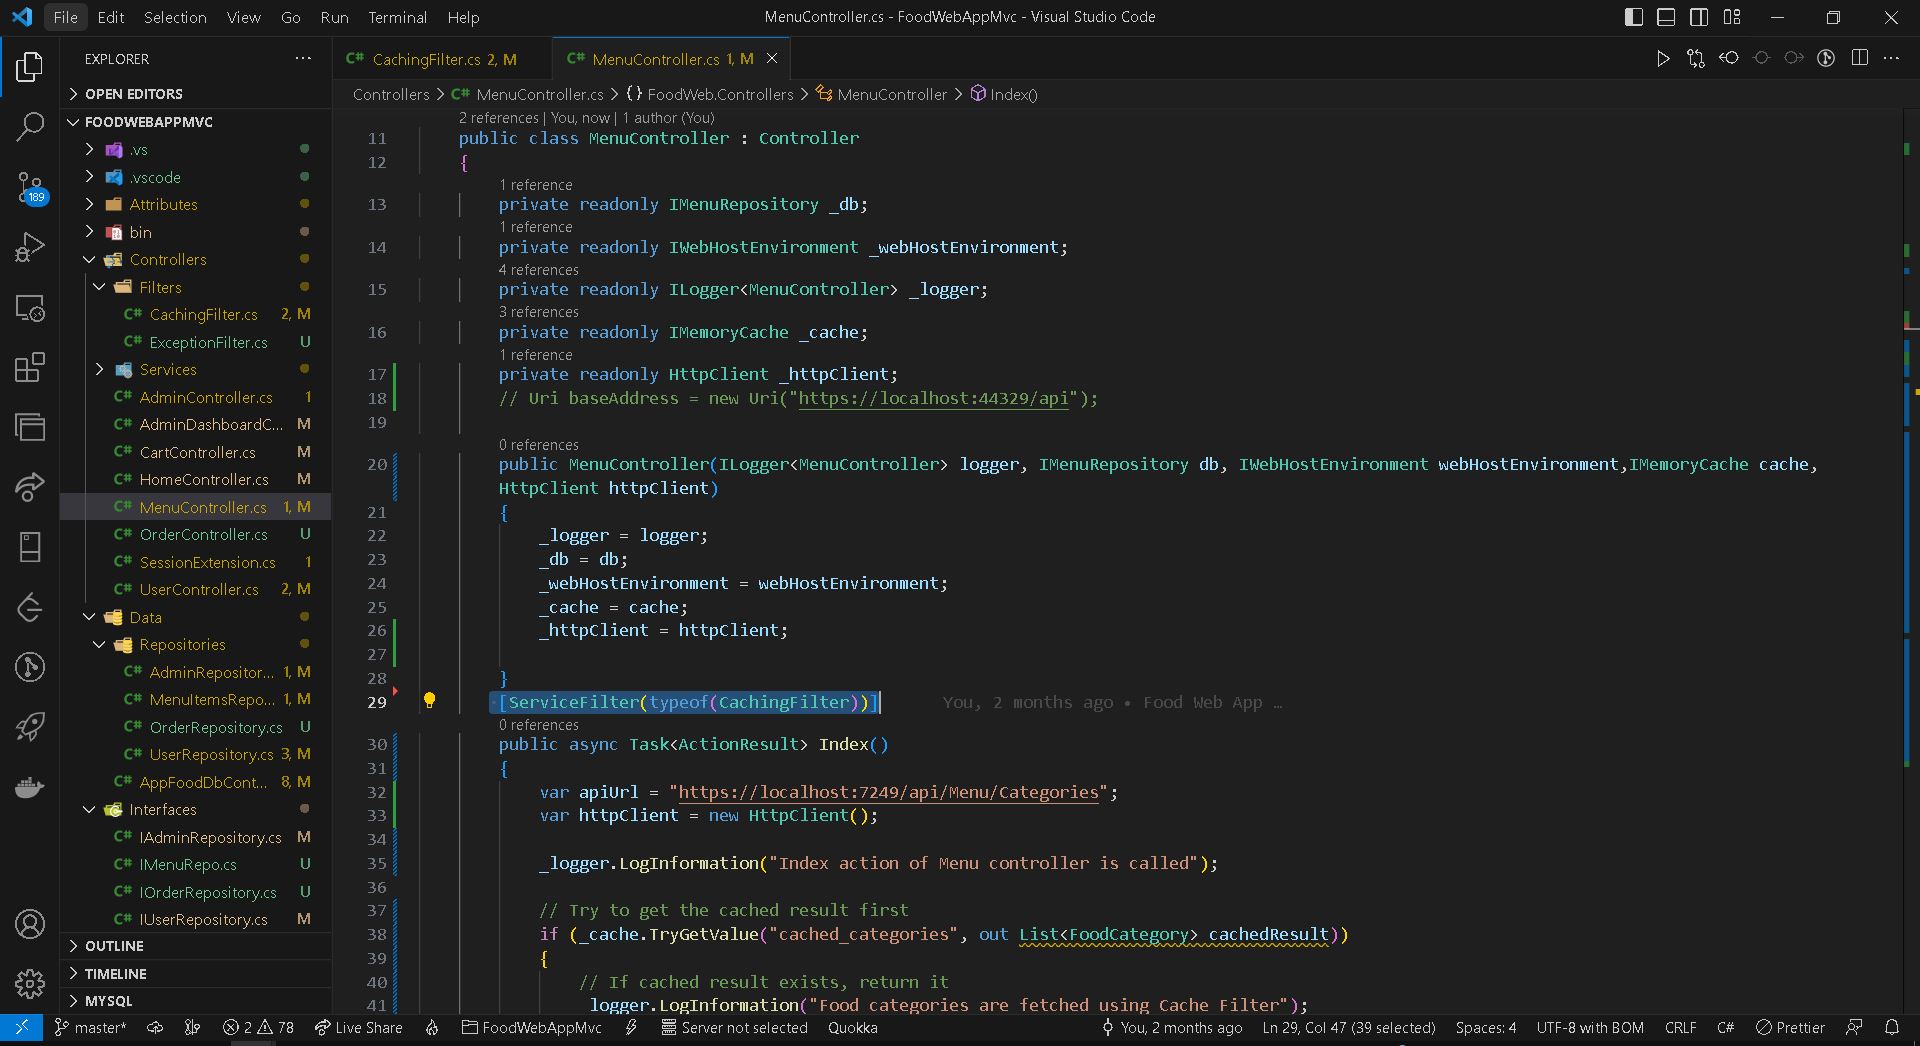 File Edit Selection View Go Run Terminal Help
MenuController.cs - FoodWebAppMvc - Visual Studio Code
EXPLORER
OPEN EDITORS
FOODWEBAPPMVC
.vs
.vscode
Attributes
bin
Controllers
Filters
C# CachingFilter.cs 2, M
C# ExceptionFilter.cs U
Services
C# AdminController.cs 1
C# AdminDashboardC... M
C# CartController.cs M
C# HomeController.cs M
C# MenuController.cs 1, M
C# OrderController.cs U
C# SessionExtension.cs 1
C# UserController.cs 2, M
Data
Repositories
C# AdminRepositor... 1, M
C# MenuItemsRepo... 1, M
C# OrderRepository.cs U
C# UserRepository.cs 3, M
C# AppFoodDbCont... 8, M
Interfaces
C# IAdminRepository.cs M
C# IMenuRepo.cs U
C# IOrderRepository.cs U
C# IUserRepository.cs M
OUTLINE
TIMELINE
MYSQL
189
C# CachingFilter.cs 2, M
C# MenuController.cs 1, M
Controllers > C# MenuController.cs > {} FoodWeb.Controllers > MenuController > Index()
2 references | You, now | 1 author (You)
11 public class MenuController : Controller
12 {
1 reference
13 private readonly IMenuRepository _db;
1 reference
14 private readonly IWebHostEnvironment _webHostEnvironment;
4 references
15 private readonly ILogger<MenuController> _logger;
3 references
16 private readonly IMemoryCache _cache;
1 reference
17 private readonly HttpClient _httpClient;
18 // Uri baseAddress = new Uri("https://localhost:44329/api");
19
0 references
20 public MenuController(ILogger<MenuController> logger, IMenuRepository db, IWebHostEnvironment webHostEnvironment,IMemoryCache cache,
HttpClient httpClient)
21 {
22 _logger = logger;
23 _db = db;
24 _webHostEnvironment = webHostEnvironment;
25 _cache = cache;
26 _httpClient = httpClient;
27
28 }
29 [ServiceFilter(typeof(CachingFilter))] You, 2 months ago • Food Web App …
0 references
30 public async Task<ActionResult> Index()
31 {
32 var apiUrl = "https://localhost:7249/api/Menu/Categories";
33 var httpClient = new HttpClient();
34
35 _logger.LogInformation("Index action of Menu controller is called");
36
37 // Try to get the cached result first
38 if (_cache.TryGetValue("cached_categories", out List<FoodCategory> cachedResult))
39 {
40 // If cached result exists, return it
41 _logger.LogInformation("Food categories are fetched using Cache Filter");
master* 2 78 Live Share FoodWebAppMvc Server not selected Quokka You, 2 months ago Ln 29, Col 47 (39 selected) Spaces: 4 UTF-8 with BOM CRLF C# Prettier